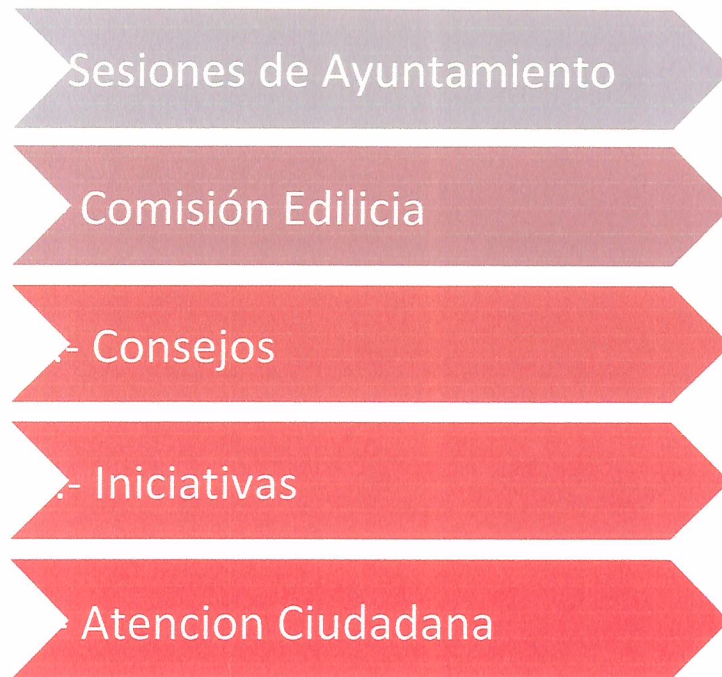 Sesiones de Ayuntamiento
Comisión Edilicia
.- Consejos
.- Iniciativas
Atencion Ciudadana